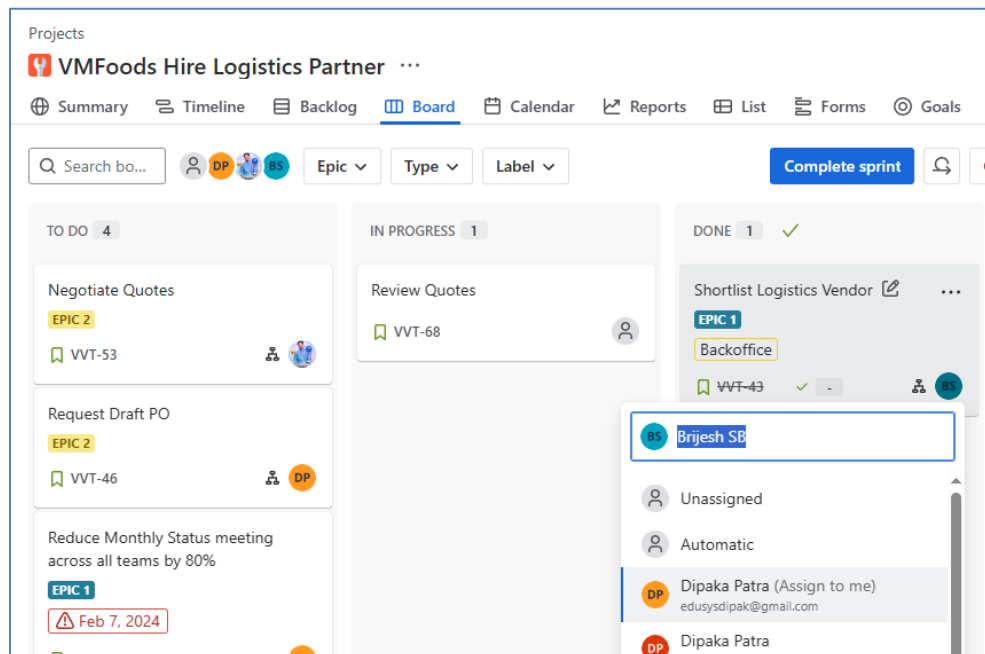 Projects
VMFoods Hire Logistics Partner ...
Summary Timeline Backlog Board Calendar Reports List Forms Goals
Search bo... DP BS Epic Type Label Complete sprint
TO DO 4
Negotiate Quotes
EPIC 2
VVT-53
Request Draft PO
EPIC 2
VVT-46 DP
Reduce Monthly Status meeting
across all teams by 80%
EPIC 1
Feb 7, 2024
IN PROGRESS 1
Review Quotes
VVT-68
DONE 1
Shortlist Logistics Vendor ...
EPIC 1
Backoffice
VVT-43 - BS
BS Brijesh SB
Unassigned
Automatic
DP Dipaka Patra (Assign to me)
edusysdipak@gmail.com
DP Dipaka Patra